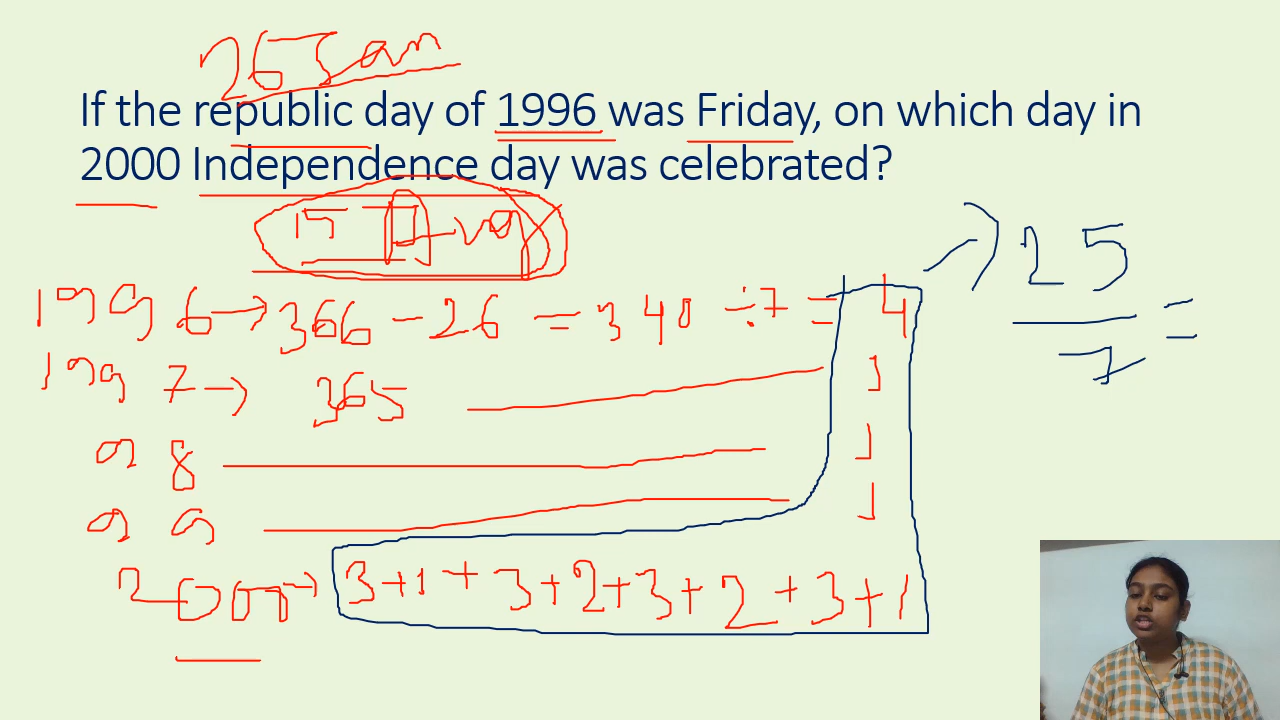 26 Jan
If the republic day of 1996 was Friday, on which day in
2000 Independence day was celebrated?
15 Aug
1996 → 366 - 26 = 340 ÷ 7 = 4
1997 → 365 1
98 1
99 1
2000 → 3+1+3+2+3+2+3+1
→ 25
7 =